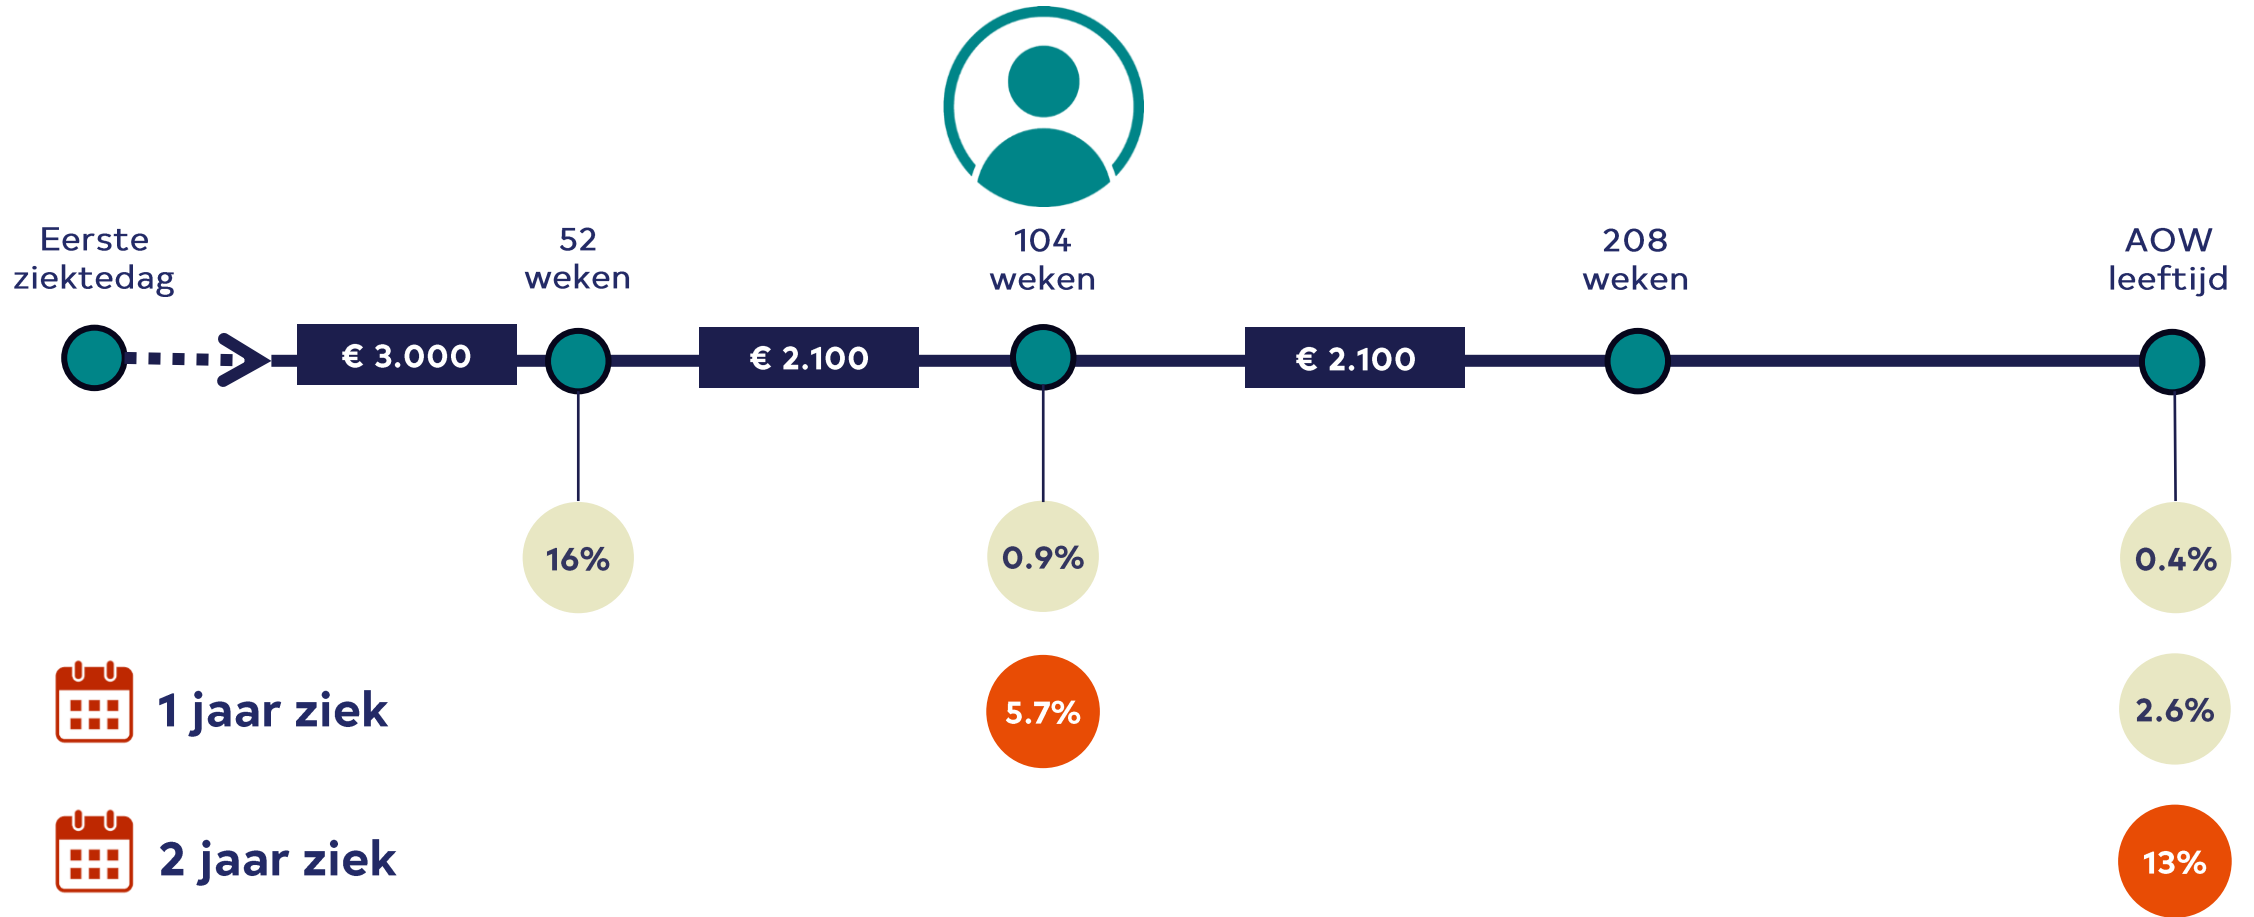 Eerste
ziektedag
52
weken
104
weken
208
weken
AOW
leeftijd
€ 3.000
€ 2.100
€ 2.100
16%
0.9%
0.4%
1 jaar ziek
5.7%
2.6%
2 jaar ziek
13%